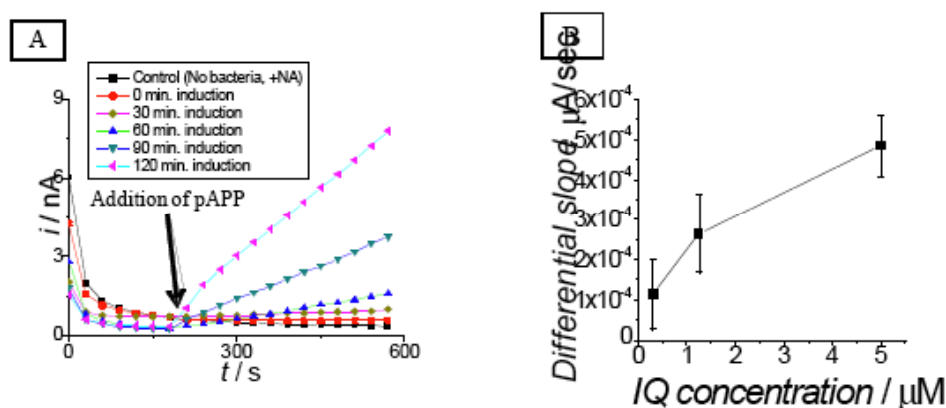 A
Control (No bacteria, +NA)
0 min. induction
30 min. induction
60 min. induction
90 min. induction
120 min. induction
Addition of pAPP
i / nA
9
6
3
0
0
300
600
t / s
B
Differential slope μA/sec
6x10-4
5x10-4
4x10-4
3x10-4
2x10-4
1x10-4
0
0
1
2
3
4
5
IQ concentration / μM